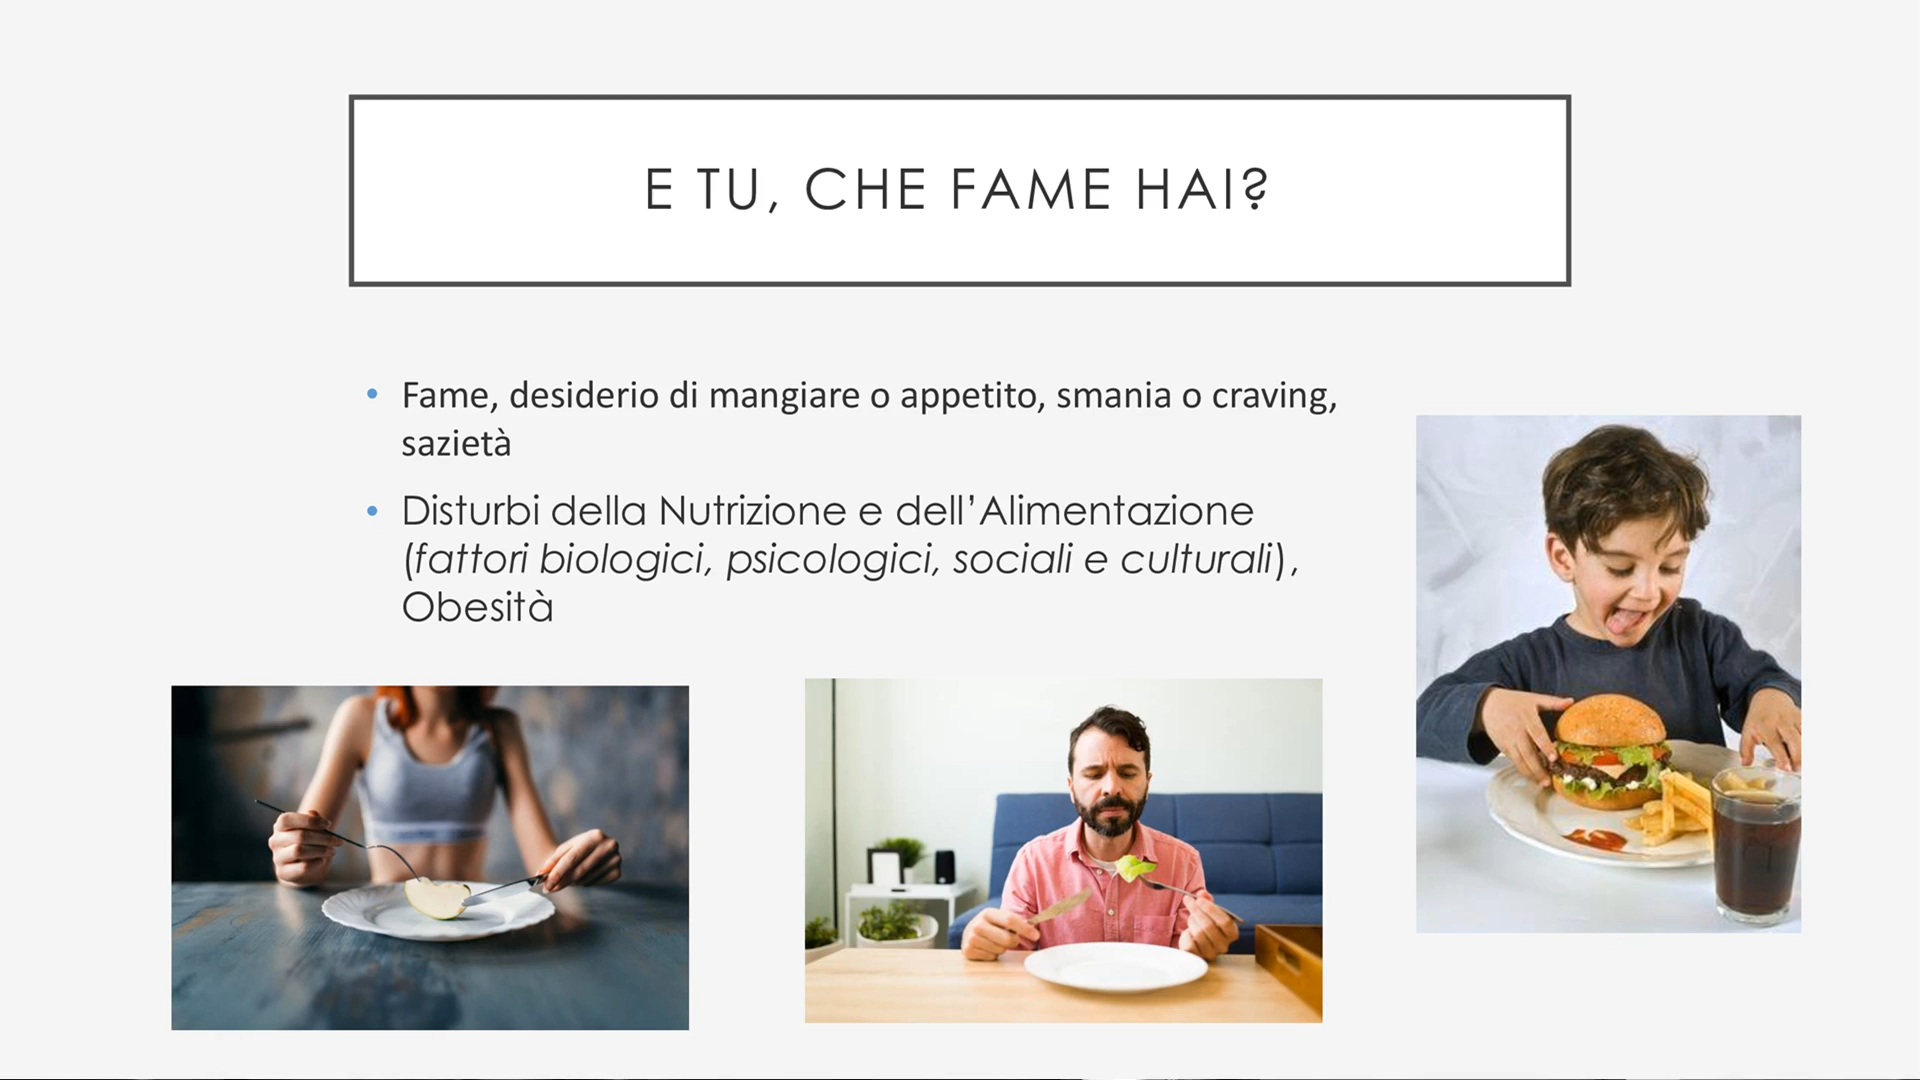 E TU, CHE FAME HAI?
• Fame, desiderio di mangiare o appetito, smania o craving,
sazietà
• Disturbi della Nutrizione e dell’Alimentazione
(fattori biologici, psicologici, sociali e culturali),
Obesità